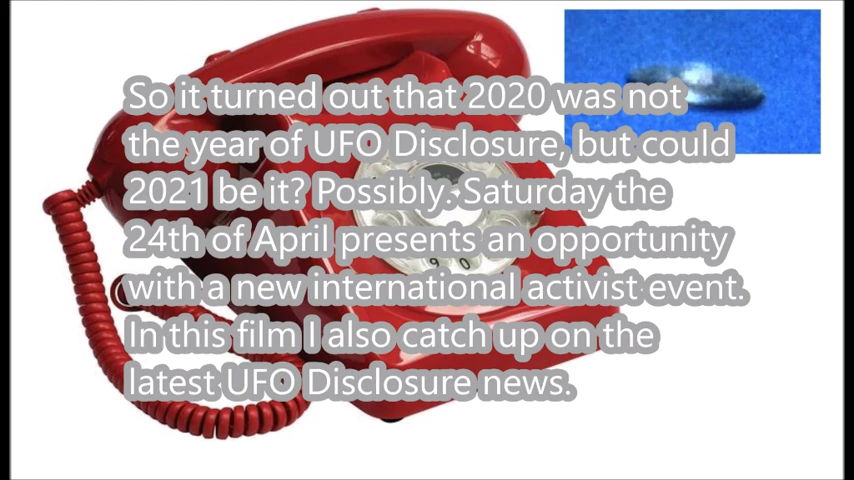 So it turned out that 2020 was not
the year of UFO Disclosure, but could
2021 be it? Possibly. Saturday the
24th of April presents an opportunity
with a new international activist event.
In this film I also catch up on the
latest UFO Disclosure news.
9 0